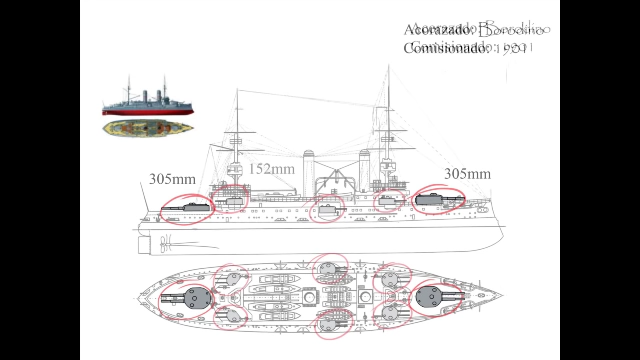 Acorazado: Borodino
Comisionado: 1901
152mm
305mm
305mm